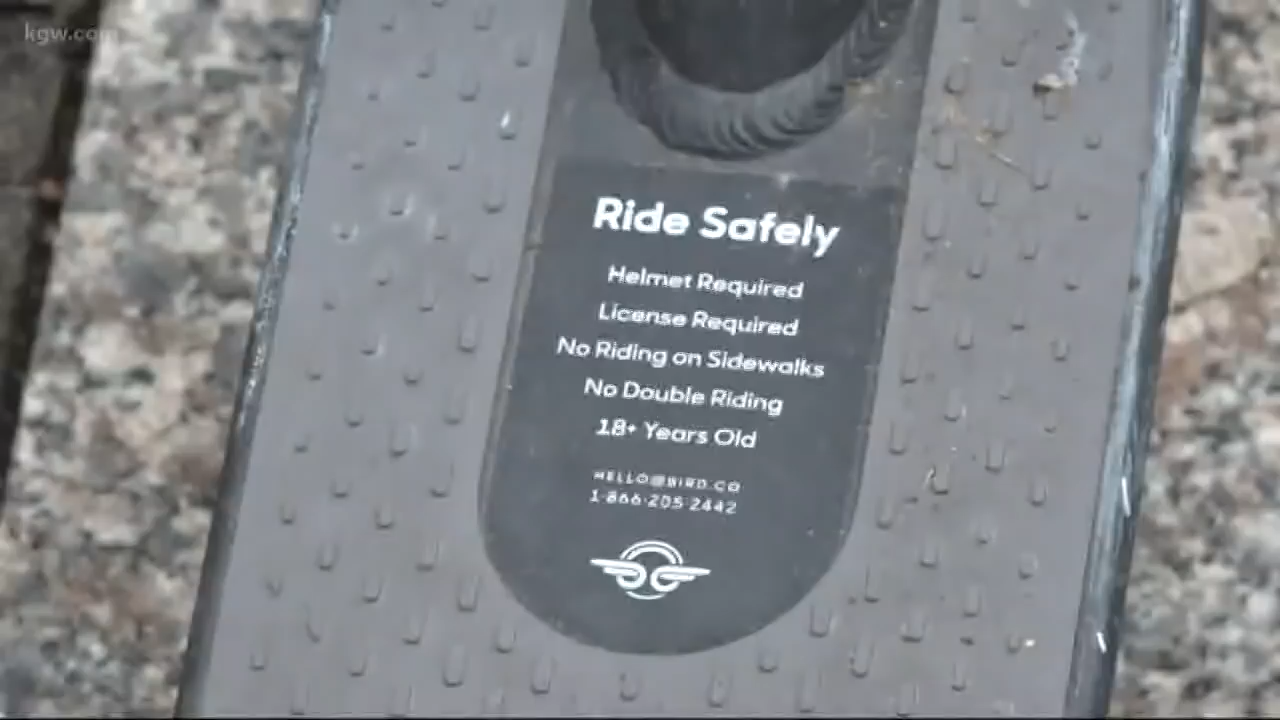 kgw.com
Ride Safely
Helmet Required
License Required
No Riding on Sidewalks
No Double Riding
18+ Years Old
HELLO@BIRD.CO
1-866-205-2442